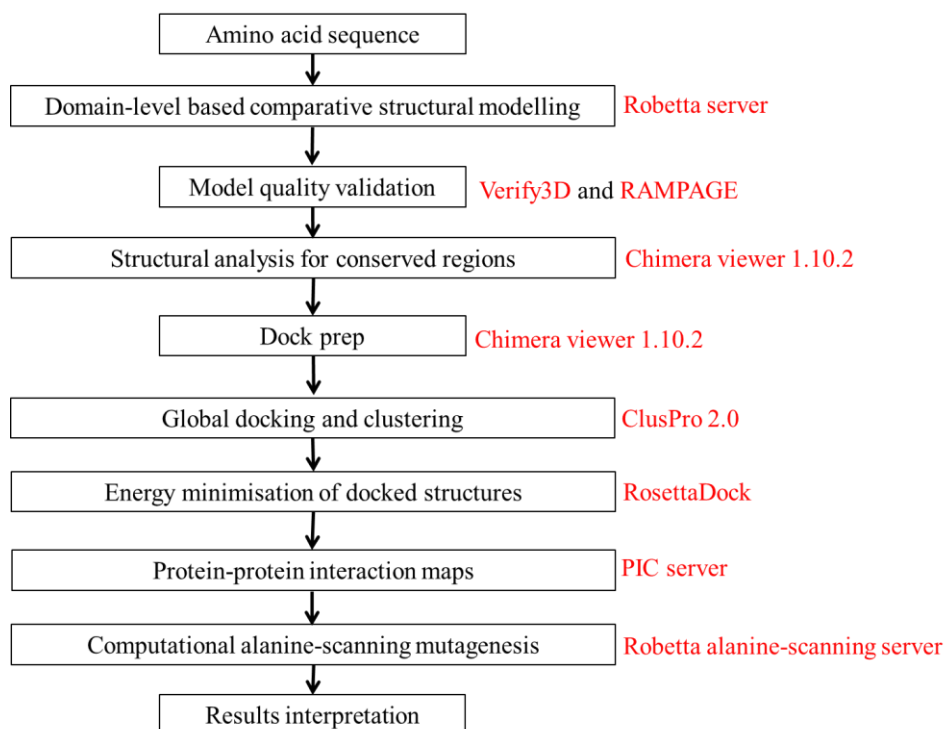 Amino acid sequence
Domain-level based comparative structural modelling Robetta server
Model quality validation Verify3D and RAMPAGE
Structural analysis for conserved regions Chimera viewer 1.10.2
Dock prep Chimera viewer 1.10.2
Global docking and clustering ClusPro 2.0
Energy minimisation of docked structures RosettaDock
Protein-protein interaction maps PIC server
Computational alanine-scanning mutagenesis Robetta alanine-scanning server
Results interpretation